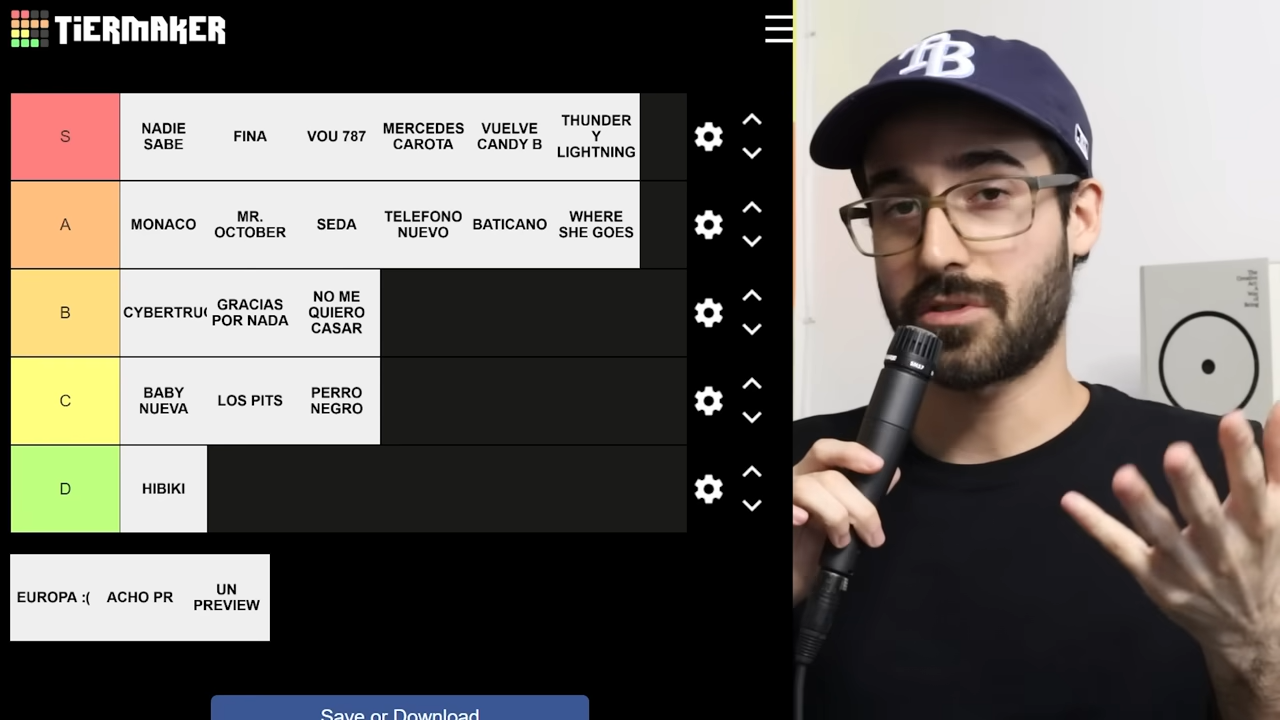 TiERMAKER
TB
S
NADIE
SABE
FINA
VOU 787
MERCEDES
CAROTA
VUELVE
CANDY B
THUNDER
Y
LIGHTNING
A
MONACO
MR.
OCTOBER
SEDA
TELEFONO
NUEVO
BATICANO
WHERE
SHE GOES
B
CYBERTRUC
GRACIAS
POR NADA
NO ME
QUIERO
CASAR
C
BABY
NUEVA
LOS PITS
PERRO
NEGRO
D
HIBIKI
EUROPA :(
ACHO PR
UN
PREVIEW
Save or Download